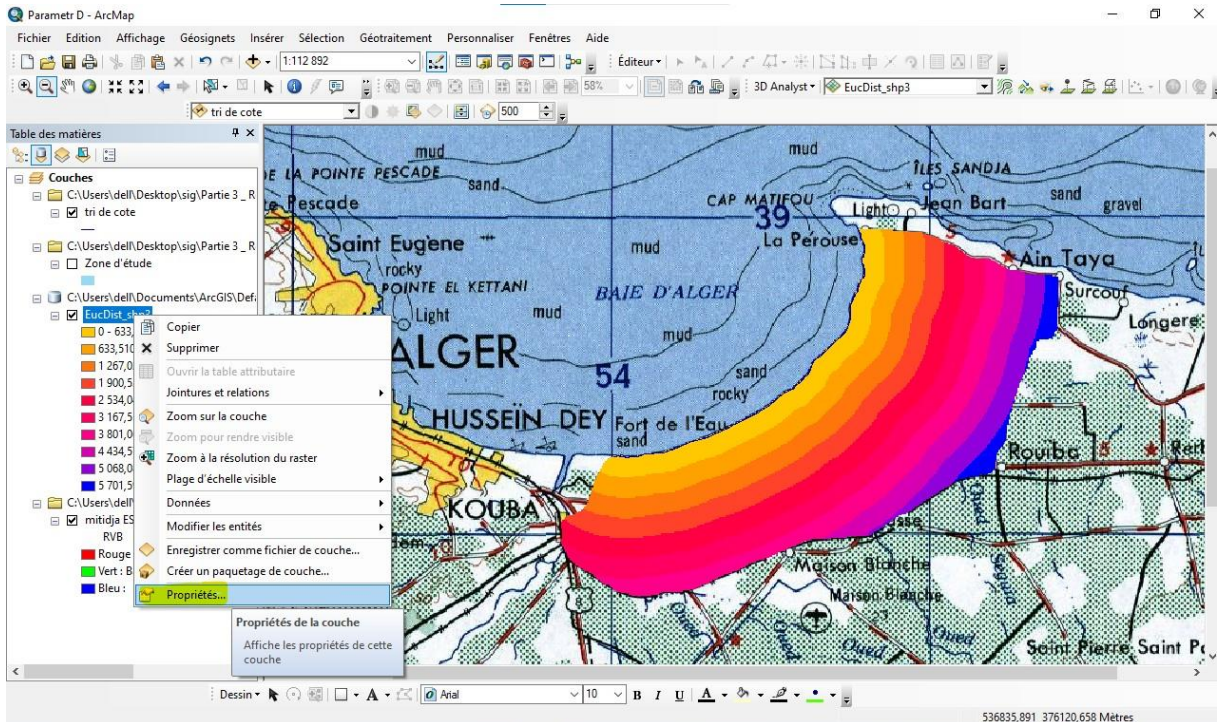 Parametr D - ArcMap
Fichier Edition Affichage Géosignets Insérer Sélection Géotraitement Personnaliser Fenêtres Aide
1:112 892
Éditeur
58%
3D Analyst
EucDist_shp3
tri de cote
500
Table des matières
Couches
C:\Users\dell\Desktop\sig\Partie 3 _ R
tri de cote
C:\Users\dell\Desktop\sig\Partie 3 _ R
Zone d'étude
C:\Users\dell\Documents\ArcGIS\Def
EucDist_shp3
0 - 633,
633,510
1 267,0
1 900,5
2 534,0
3 167,5
3 801,0
4 434,5
5 068,0
5 701,5
C:\Users\dell
mitidja ES
RVB
Rouge
Vert : B
Bleu :
Copier
Supprimer
Ouvrir la table attributaire
Jointures et relations
Zoom sur la couche
Zoom pour rendre visible
Zoom à la résolution du raster
Plage d'échelle visible
Données
Modifier les entités
Enregistrer comme fichier de couche...
Créer un paquetage de couche...
Propriétés...
Propriétés de la couche
Affiche les propriétés de cette
couche
mud
mud
DE LA POINTE PESCADE
sand
ÎLES SANDJA
sand
gravel
Pescade
CAP MATIFOU
39
Light
Jean Bart
5
Saint Eugène
mud
La Pérouse
Ain Taya
rocky
POINTE EL KETTANI
BAIE D'ALGER
Surcouf
Light
mud
Longere
mud
ALGER
54
sand
rocky
HUSSEÏN DEY
Fort de l'Eau
sand
Rouiba
5
KOUBA
Maison Blanche
Maison Blanche
Oued
Oued
Oued
Oued
Saint Pierre
Saint P
5
Dessin
Arial
10
B I U A
536835,891 376120,658 Mètres